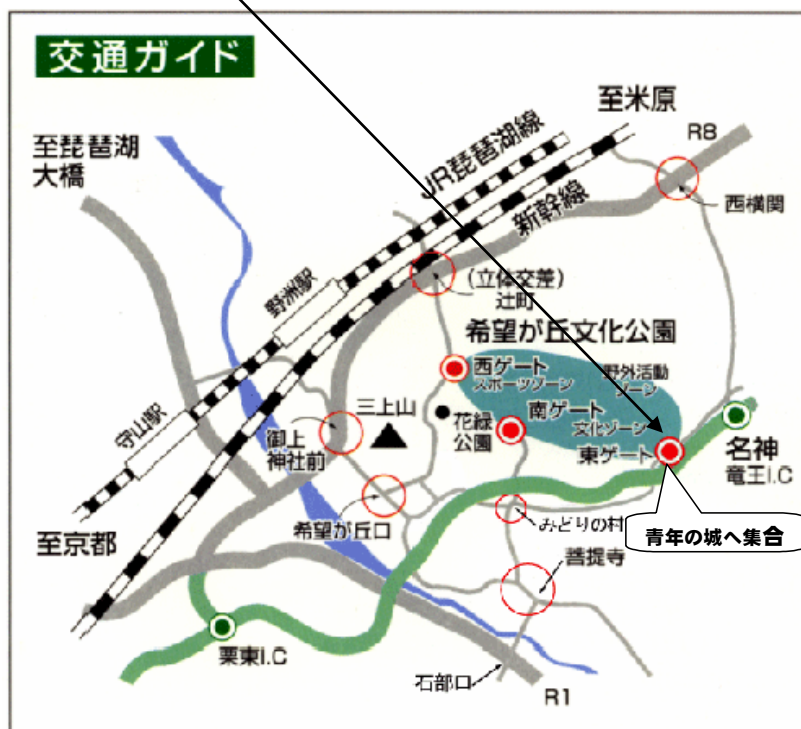 交通ガイド
至米原
R8
至琵琶湖
大橋
JR琵琶湖線
新幹線
西横関
野洲駅
(立体交差)
辻町
希望が丘文化公園
西ゲート
スポーツゾーン
野外活動
ゾーン
三上山
花緑
公園
南ゲート
文化ゾーン
守山駅
御上
神社前
東ゲート
名神
竜王I.C
希望が丘口
みどりの村
至京都
青年の城へ集合
菩提寺
栗東I.C
石部口
R1